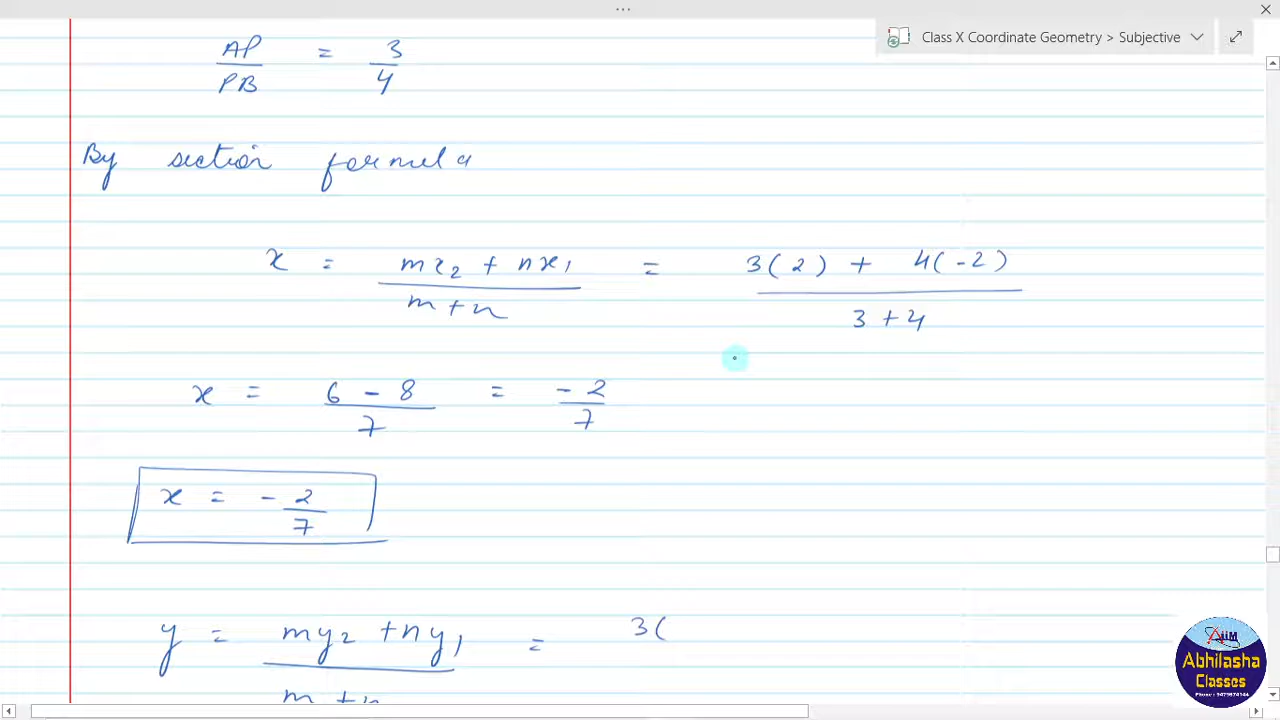 ...
Class X Coordinate Geometry > Subjective
AP/PB = 3/4
By section formula
x = (mx₂ + nx₁)/(m+n) = (3(2) + 4(-2))/(3+4)
x = (6 - 8)/7 = -2/7
x = -2/7
y = (my₂ + ny₁)/(m+n) = 3(
AIM
Abhilasha
Classes